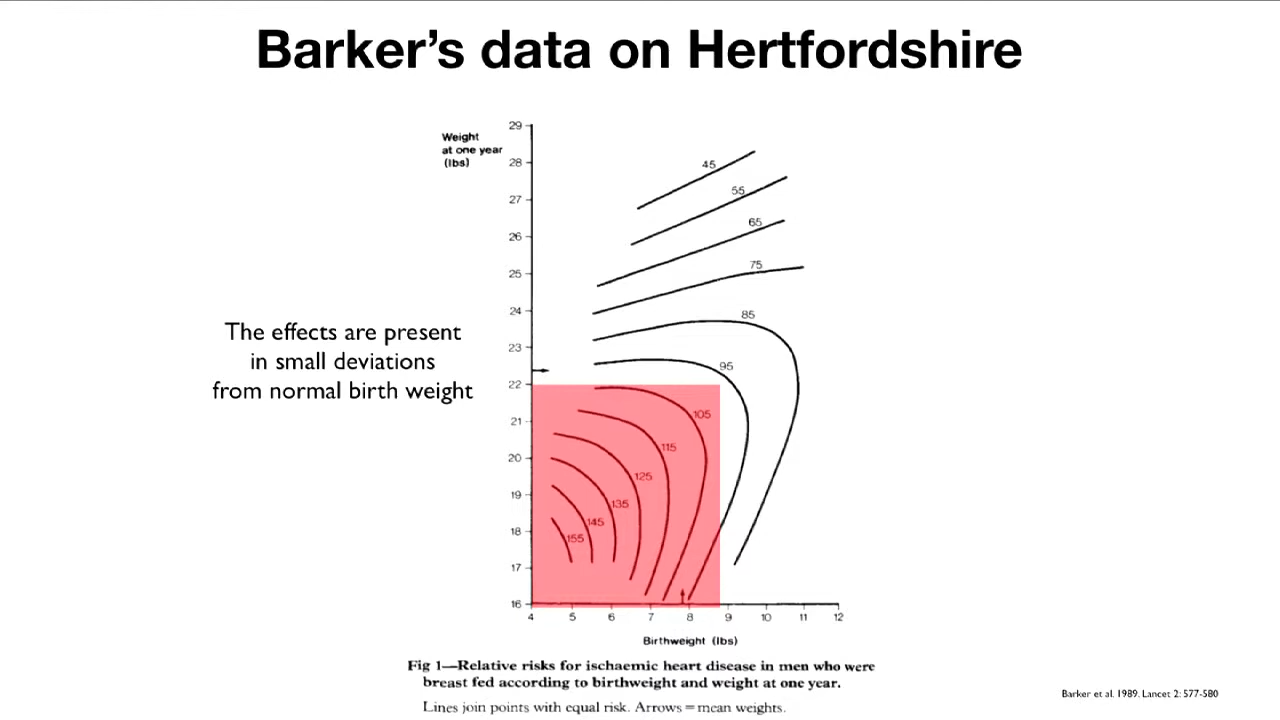 Barker's data on Hertfordshire
The effects are present
in small deviations
from normal birth weight
Weight
at one year
(lbs)
29
28
27
26
25
24
23
22
21
20
19
18
17
16
45
55
65
75
85
95
105
115
125
135
145
155
4 5 6 7 8 9 10 11 12
Birthweight (lbs)
Fig 1—Relative risks for ischaemic heart disease in men who were
breast fed according to birthweight and weight at one year.
Lines join points with equal risk. Arrows = mean weights.
Barker et al. 1989. Lancet 2: 577-580